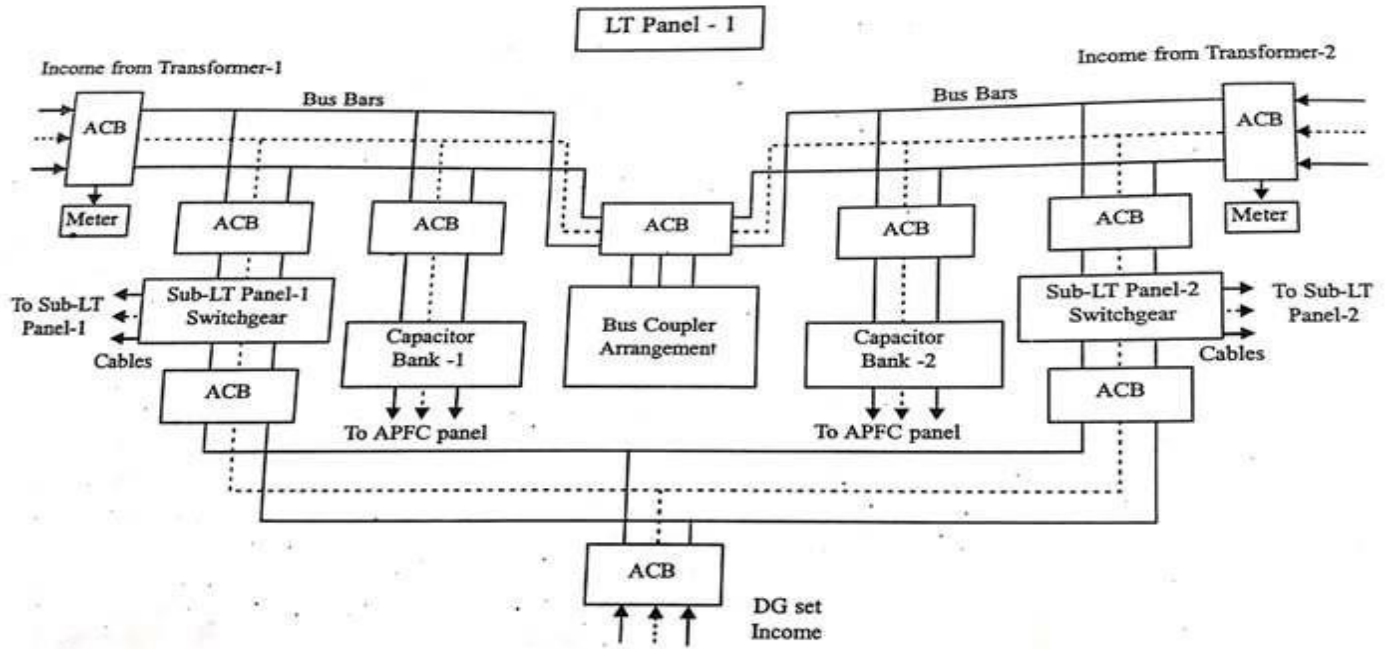 LT Panel - 1
Income from Transformer-1
Income from Transformer-2
Bus Bars
Bus Bars
ACB
ACB
Meter
Meter
ACB
ACB
ACB
ACB
ACB
To Sub-LT
Panel-1
Cables
Sub-LT Panel-1
Switchgear
Capacitor
Bank -1
Bus Coupler
Arrangement
Capacitor
Bank -2
Sub-LT Panel-2
Switchgear
To Sub-LT
Panel-2
Cables
ACB
ACB
To APFC panel
To APFC panel
ACB
DG set
Income